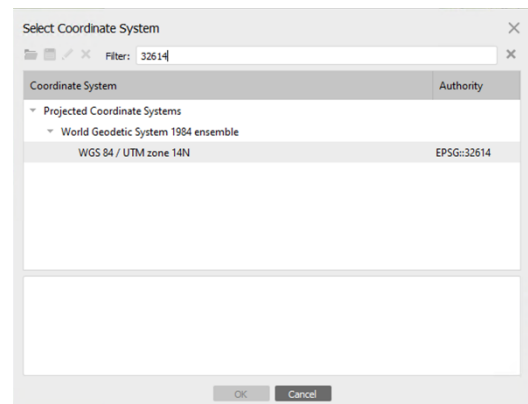 Select Coordinate System
Filter: 32614
Coordinate System Authority
Projected Coordinate Systems
World Geodetic System 1984 ensemble
WGS 84 / UTM zone 14N EPSG::32614
OK Cancel